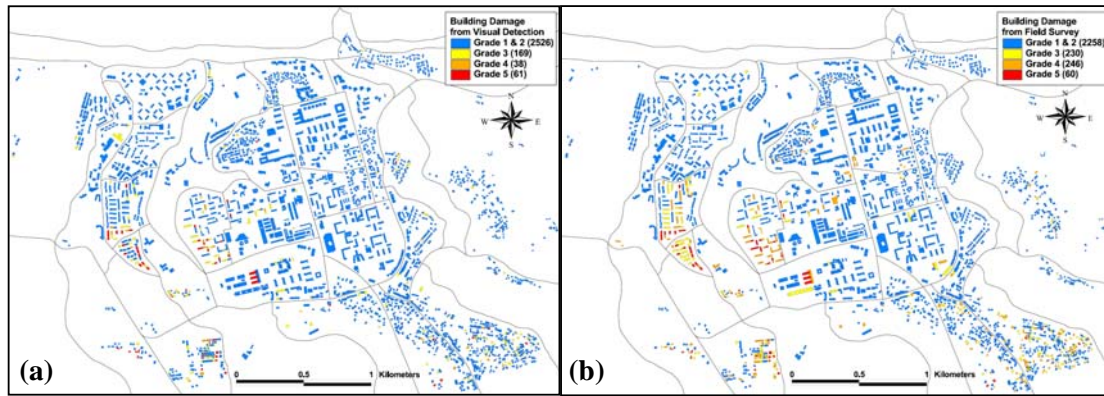 Building Damage
from Visual Detection
Grade 1 & 2 (2526)
Grade 3 (169)
Grade 4 (38)
Grade 5 (61)
N
W E
S
(a)
0 0.5 1
Kilometers
Building Damage
from Field Survey
Grade 1 & 2 (2258)
Grade 3 (230)
Grade 4 (246)
Grade 5 (60)
N
W E
S
(b)
0 0.5 1
Kilometers